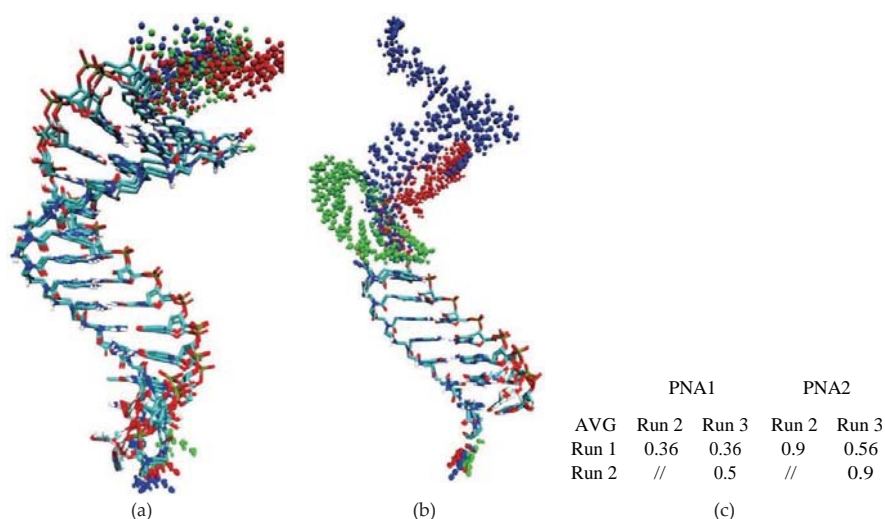 PNA1 PNA2
AVG Run 2 Run 3 Run 2 Run 3
Run 1 0.36 0.36 0.9 0.56
Run 2 // 0.5 // 0.9
(a) (b) (c)